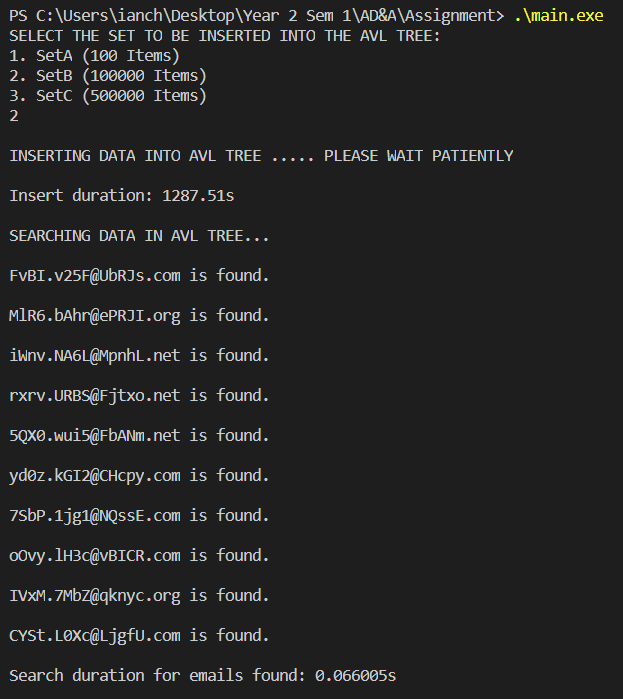 PS C:\Users\ianch\Desktop\Year 2 Sem 1\AD&A\Assignment> .\main.exe
SELECT THE SET TO BE INSERTED INTO THE AVL TREE:
1. SetA (100 Items)
2. SetB (100000 Items)
3. SetC (500000 Items)
2
INSERTING DATA INTO AVL TREE ..... PLEASE WAIT PATIENTLY
Insert duration: 1287.51s
SEARCHING DATA IN AVL TREE...
FvBI.v25F@UbRJs.com is found.
MlR6.bAhr@ePRJI.org is found.
iWnv.NA6L@MpnhL.net is found.
rxrv.URBS@Fjtxo.net is found.
5QX0.wui5@FbANm.net is found.
yd0z.kGI2@CHcpy.com is found.
7SbP.1jg1@NQssE.com is found.
oOvy.lH3c@vBICR.com is found.
IVxM.7MbZ@qknyc.org is found.
CYSt.L0Xc@LjgfU.com is found.
Search duration for emails found: 0.066005s